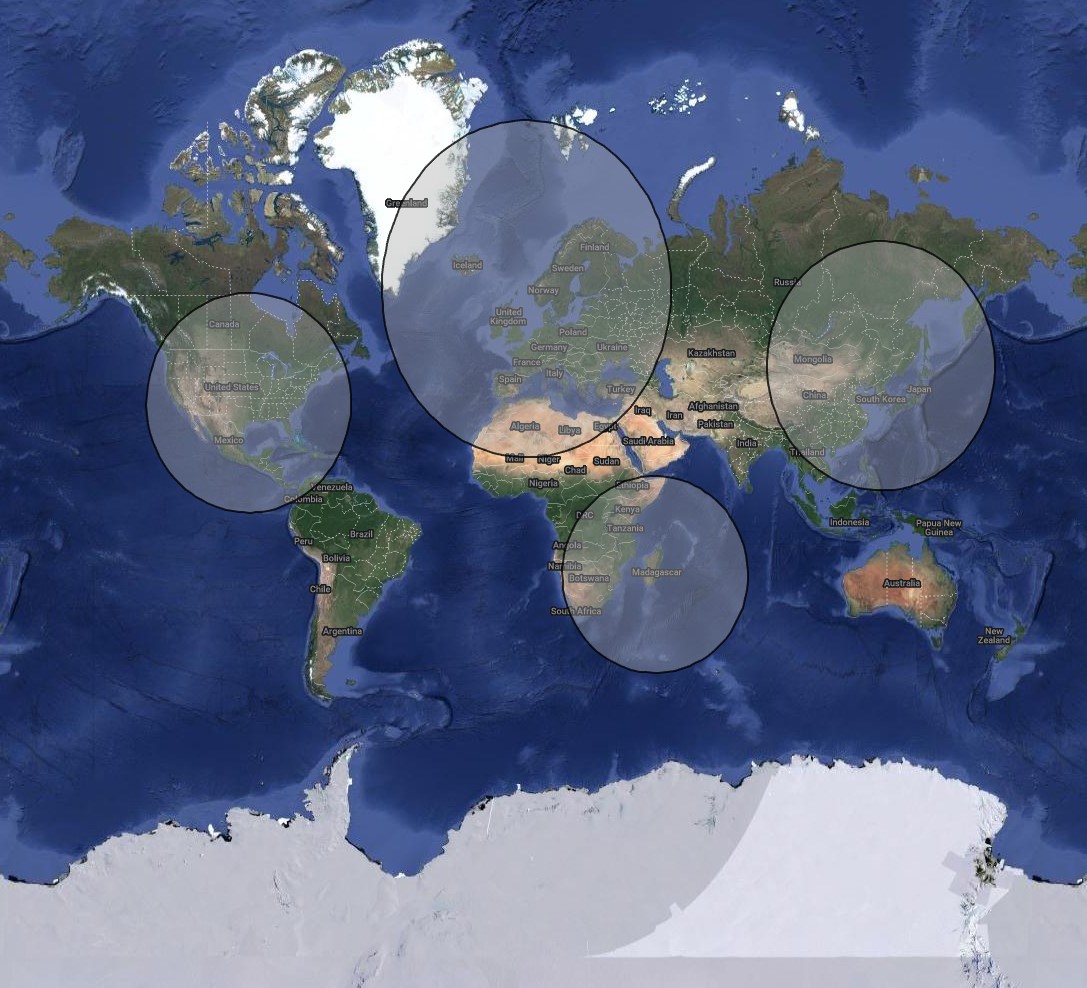 Greenland
Finland
Iceland
Sweden
Russia
Norway
United
Kingdom
Canada
Poland
Germany
Ukraine
Kazakhstan
Mongolia
France
Italy
Spain
United States
Turkey
Japan
China
South Korea
Iraq
Afghanistan
Iran
Pakistan
Algeria
Libya
Egypt
Mexico
Saudi Arabia
India
Thailand
Mali
Niger
Sudan
Chad
Nigeria
Ethiopia
Venezuela
Colombia
Kenya
DRC
Indonesia
Papua New
Guinea
Tanzania
Brazil
Peru
Angola
Bolivia
Namibia
Madagascar
Botswana
Australia
Chile
South Africa
Argentina
New
Zealand